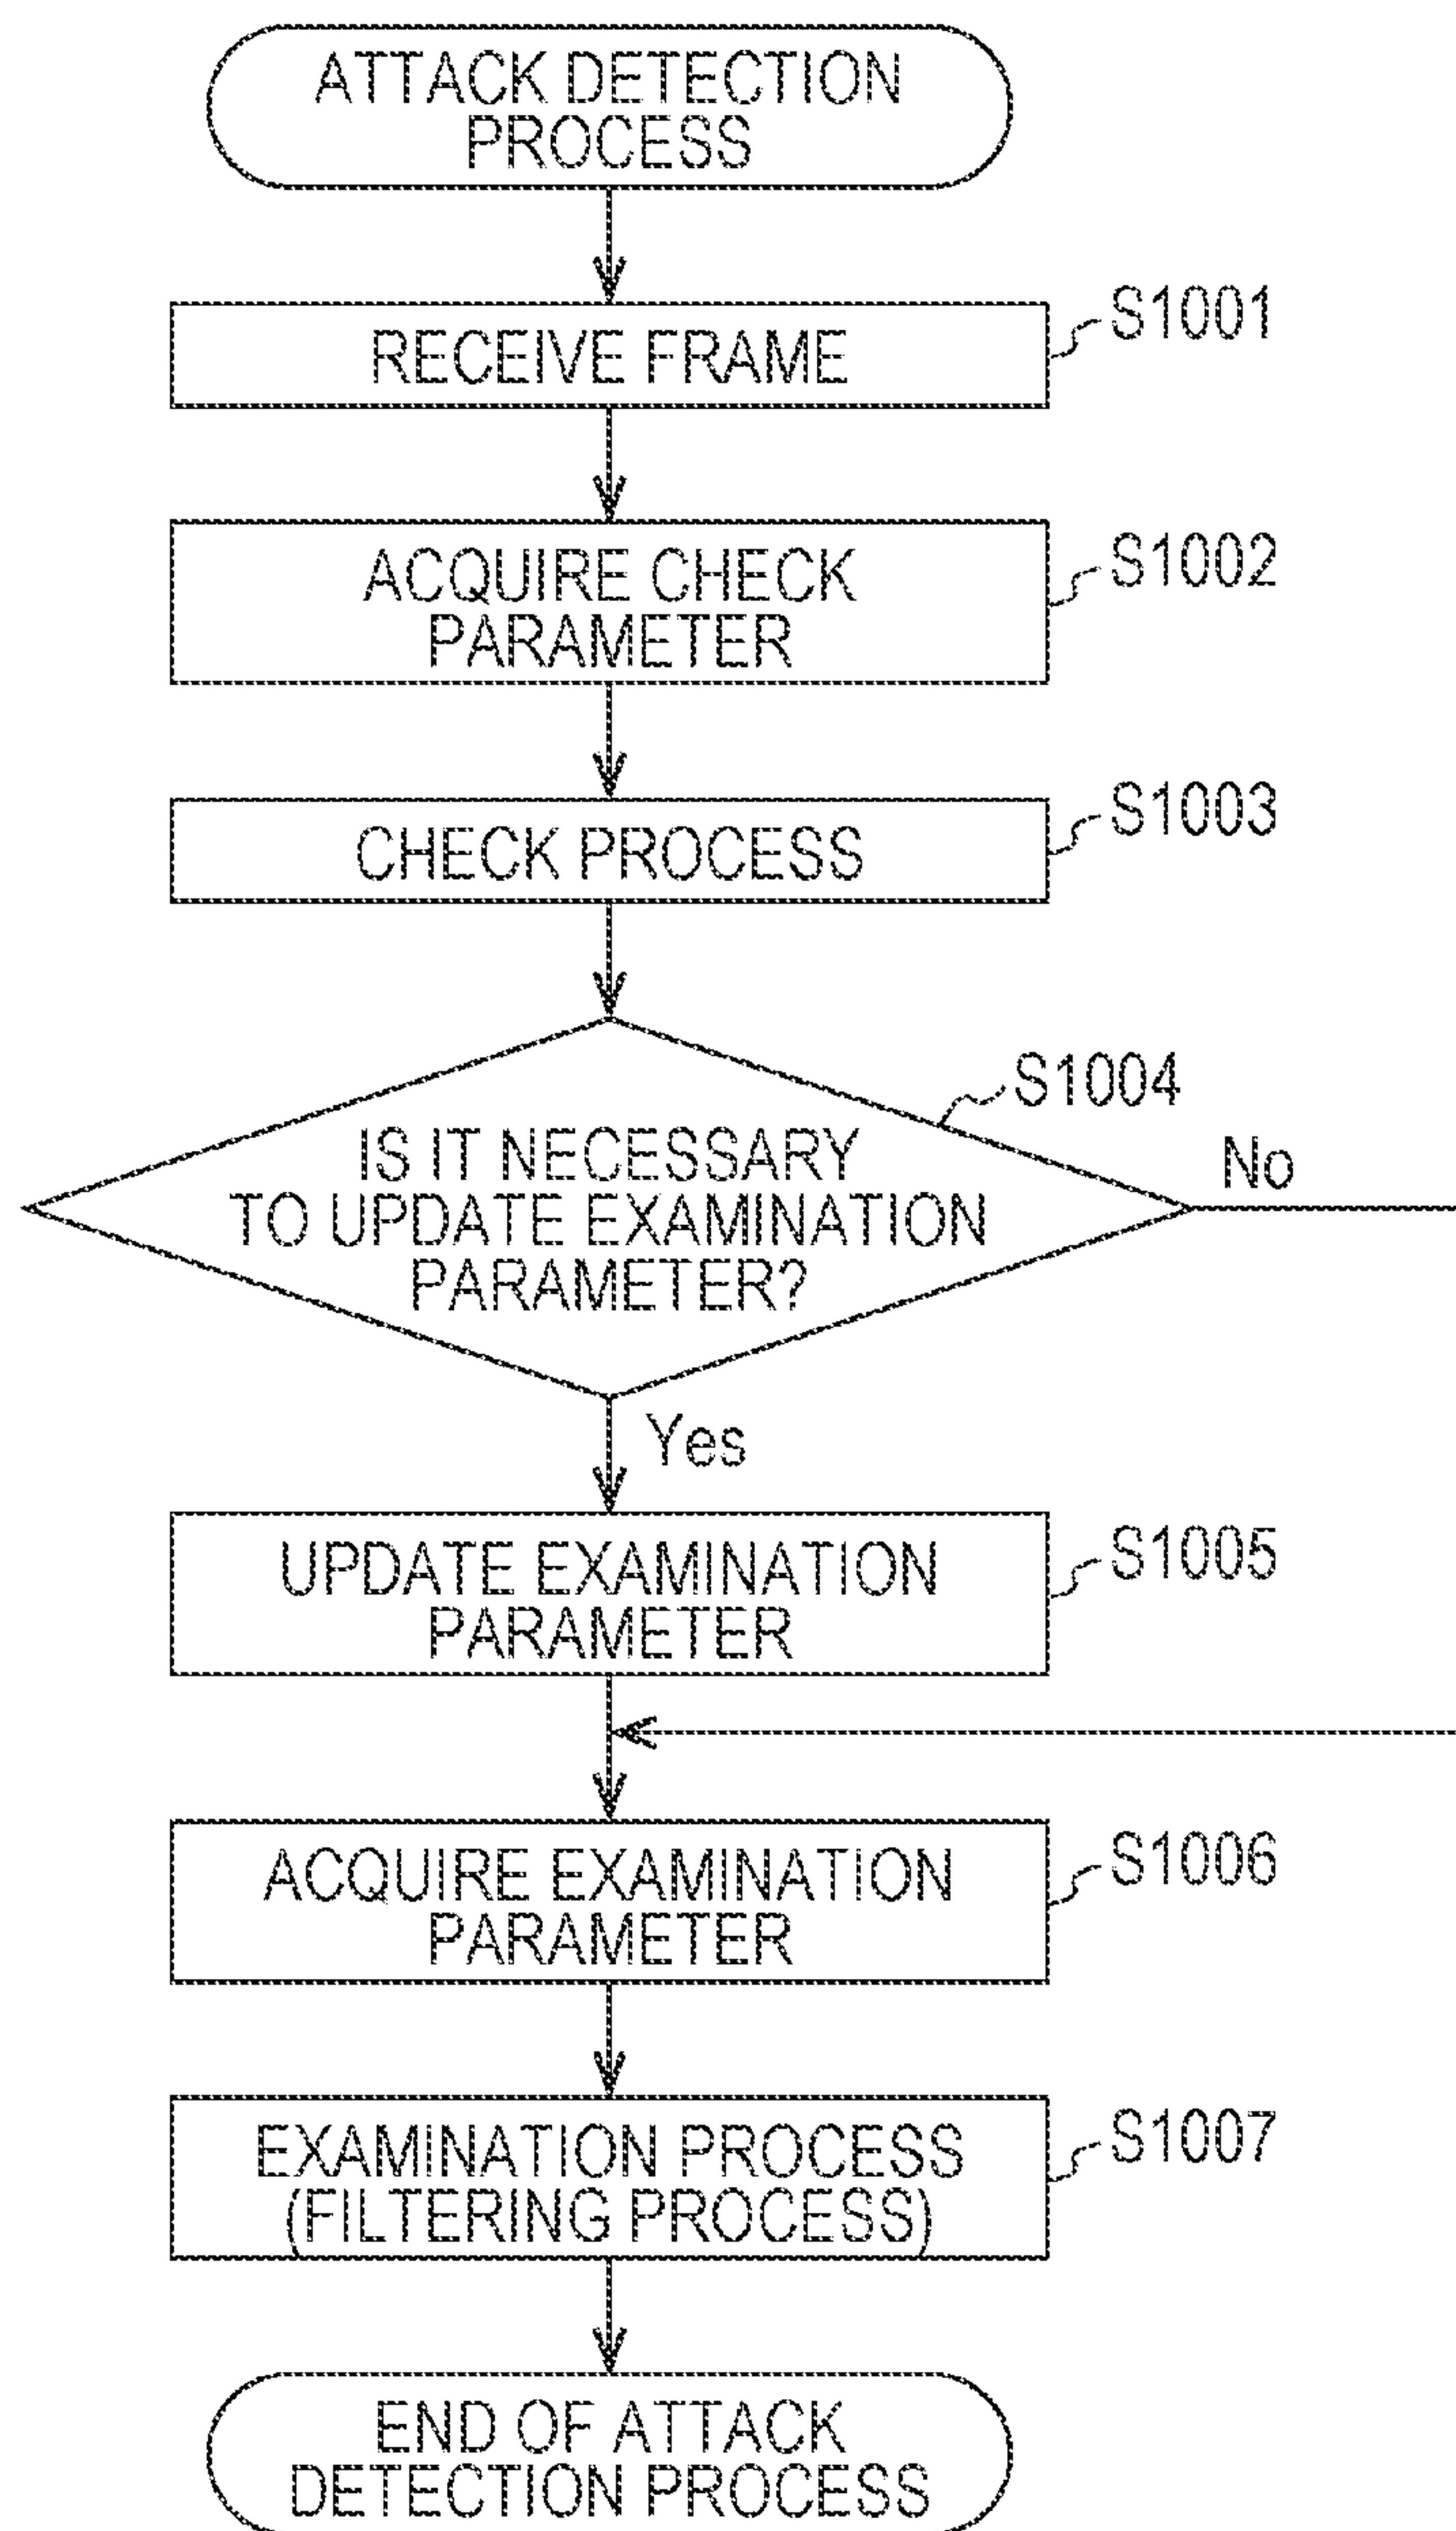 ATTACK DETECTION
PROCESS
RECEIVE FRAME
S1001
ACQUIRE CHECK
PARAMETER
S1002
CHECK PROCESS
S1003
IS IT NECESSARY
TO UPDATE EXAMINATION
PARAMETER?
S1004
No
Yes
UPDATE EXAMINATION
PARAMETER
S1005
ACQUIRE EXAMINATION
PARAMETER
S1006
EXAMINATION PROCESS
(FILTERING PROCESS)
S1007
END OF ATTACK
DETECTION PROCESS